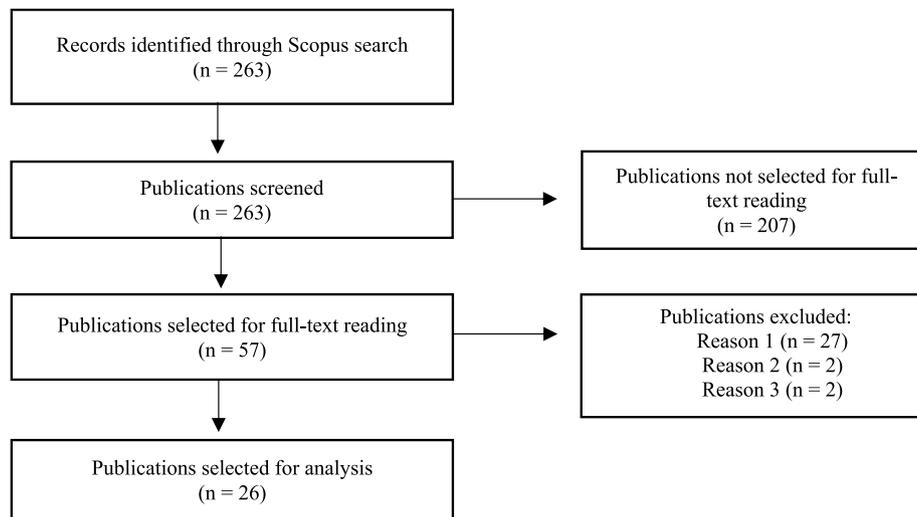 Records identified through Scopus search
(n = 263)
Publications screened
(n = 263)
Publications not selected for full-
text reading
(n = 207)
Publications selected for full-text reading
(n = 57)
Publications excluded:
Reason 1 (n = 27)
Reason 2 (n = 2)
Reason 3 (n = 2)
Publications selected for analysis
(n = 26)